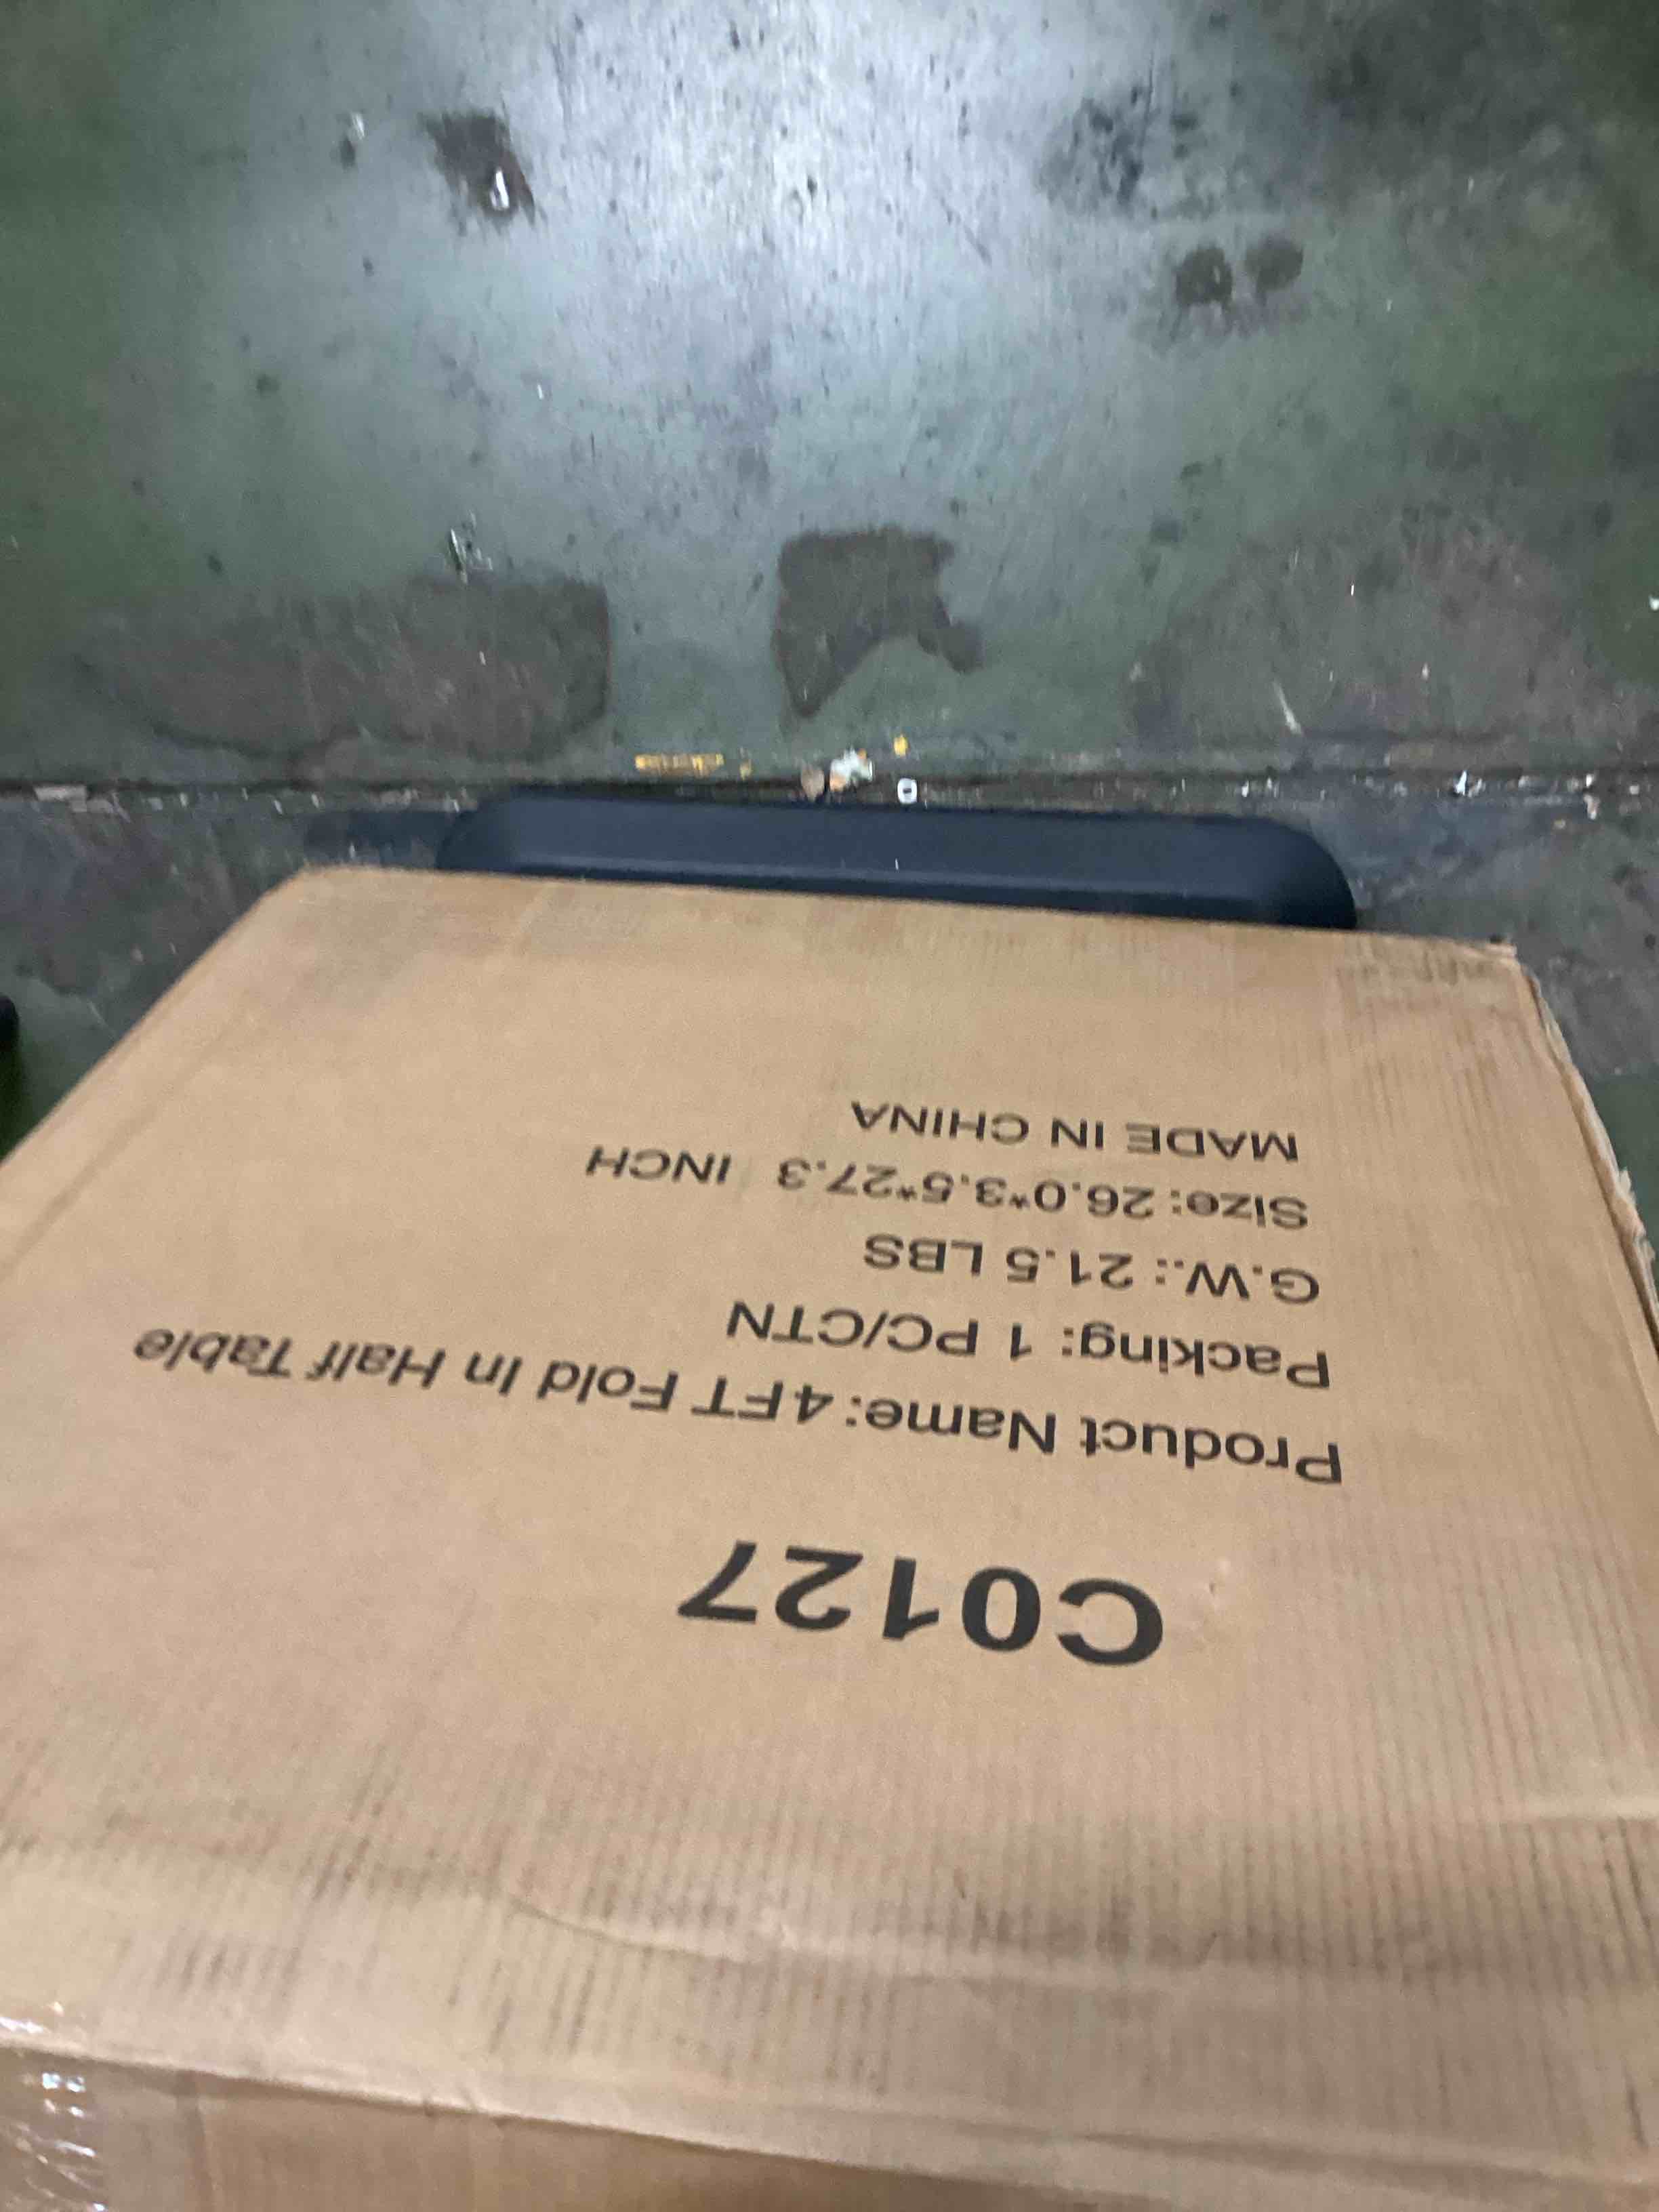 C0127
Product Name: 4FT Fold In Half Table
Packing: 1 PC/CTN
G.W.: 21.5 LBS
Size: 26.0*3.5*27.3 INCH
MADE IN CHINA